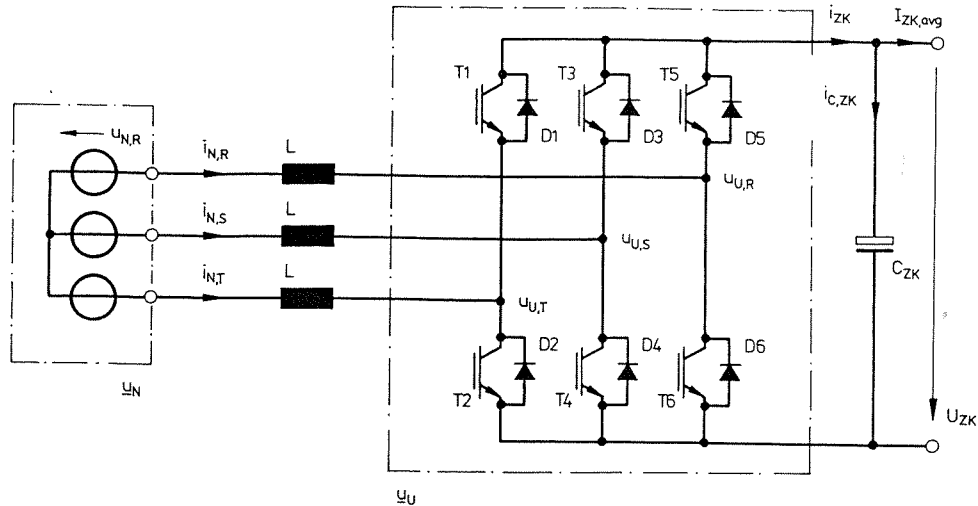 i_ZK
I_ZK,avg
T1
T3
T5
i_C,ZK
u_N,R
D1
D3
D5
i_N,R
L
u_U,R
i_N,S
L
u_U,S
C_ZK
i_N,T
L
u_U,T
D2
D4
D6
u_N
T2
T4
T6
U_ZK
u_U